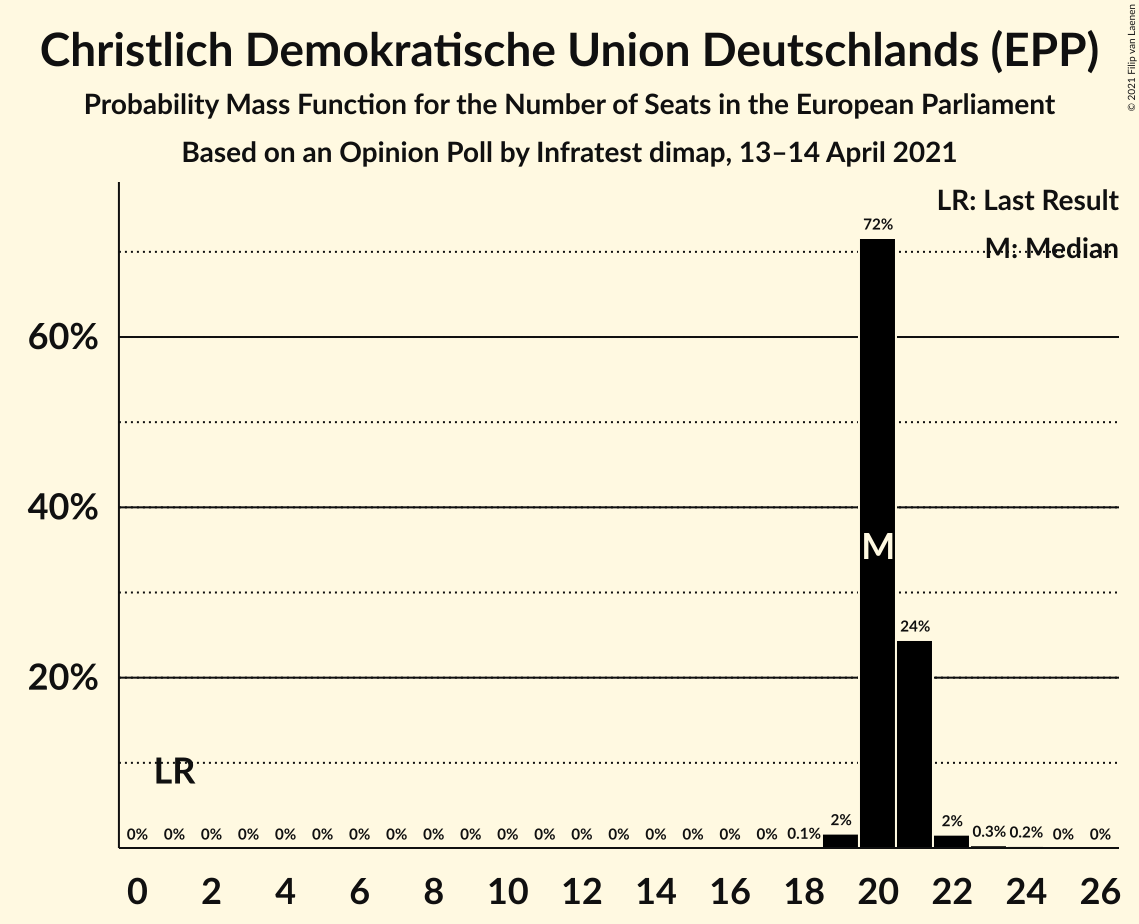 Christlich Demokratische Union Deutschlands (EPP)
Probability Mass Function for the Number of Seats in the European Parliament
Based on an Opinion Poll by Infratest dimap, 13–14 April 2021
© 2021 Filip van Laenen
LR: Last Result
M: Median
72%
60%
40%
M
24%
20%
LR
0% 0% 0% 0% 0% 0% 0% 0% 0% 0% 0% 0% 0% 0% 0% 0% 0% 0% 0.1% 2% 2% 0.3% 0.2% 0% 0%
0 2 4 6 8 10 12 14 16 18 20 22 24 26